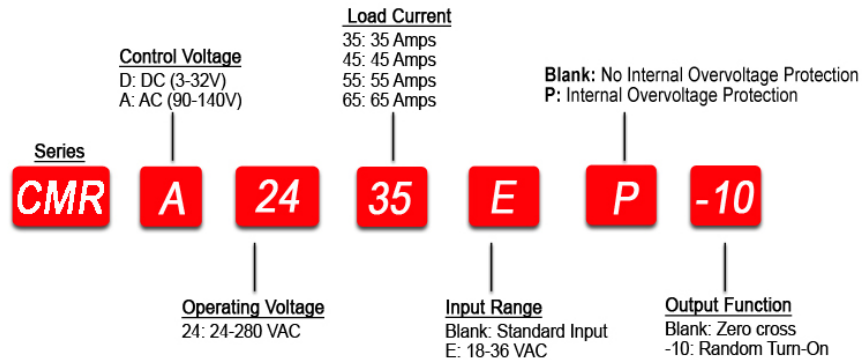 Load Current
35: 35 Amps
45: 45 Amps
55: 55 Amps
65: 65 Amps
Control Voltage
D: DC (3-32V)
A: AC (90-140V)
Blank: No Internal Overvoltage Protection
P: Internal Overvoltage Protection
Series
CMR A 24 35 E P -10
Operating Voltage
24: 24-280 VAC
Input Range
Blank: Standard Input
E: 18-36 VAC
Output Function
Blank: Zero cross
-10: Random Turn-On